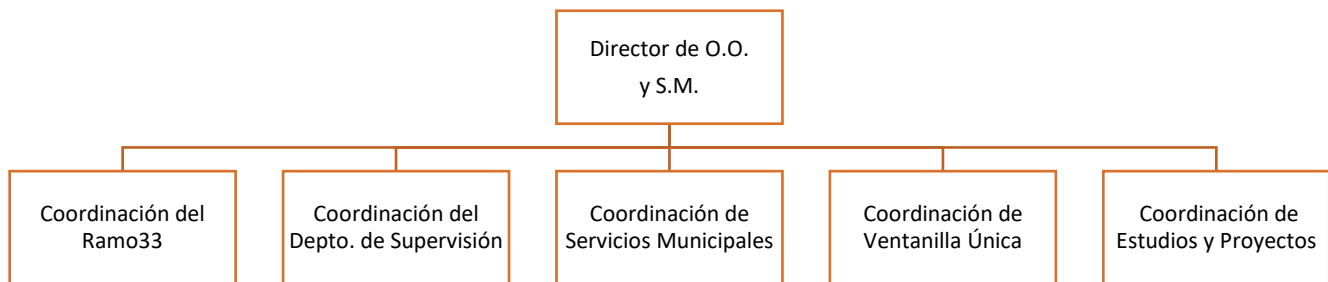 Director de O.O.
y S.M.
Coordinación del
Ramo33
Coordinación del
Depto. de Supervisión
Coordinación de
Servicios Municipales
Coordinación de
Ventanilla Única
Coordinación de
Estudios y Proyectos